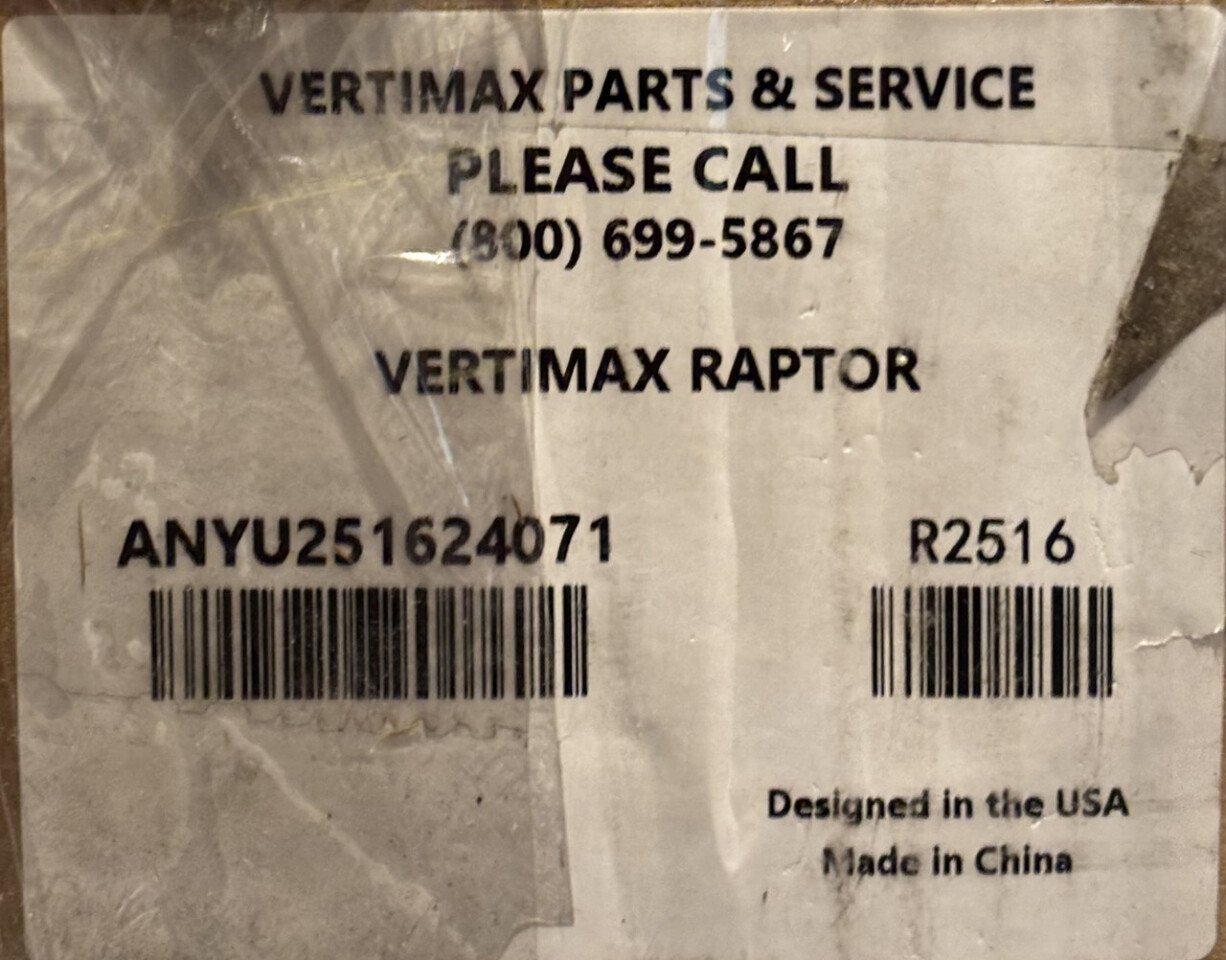 VERTIMAX PARTS & SERVICE
PLEASE CALL
(800) 699-5867
VERTIMAX RAPTOR
ANYU251624071
R2516
Designed in the USA
Made in China